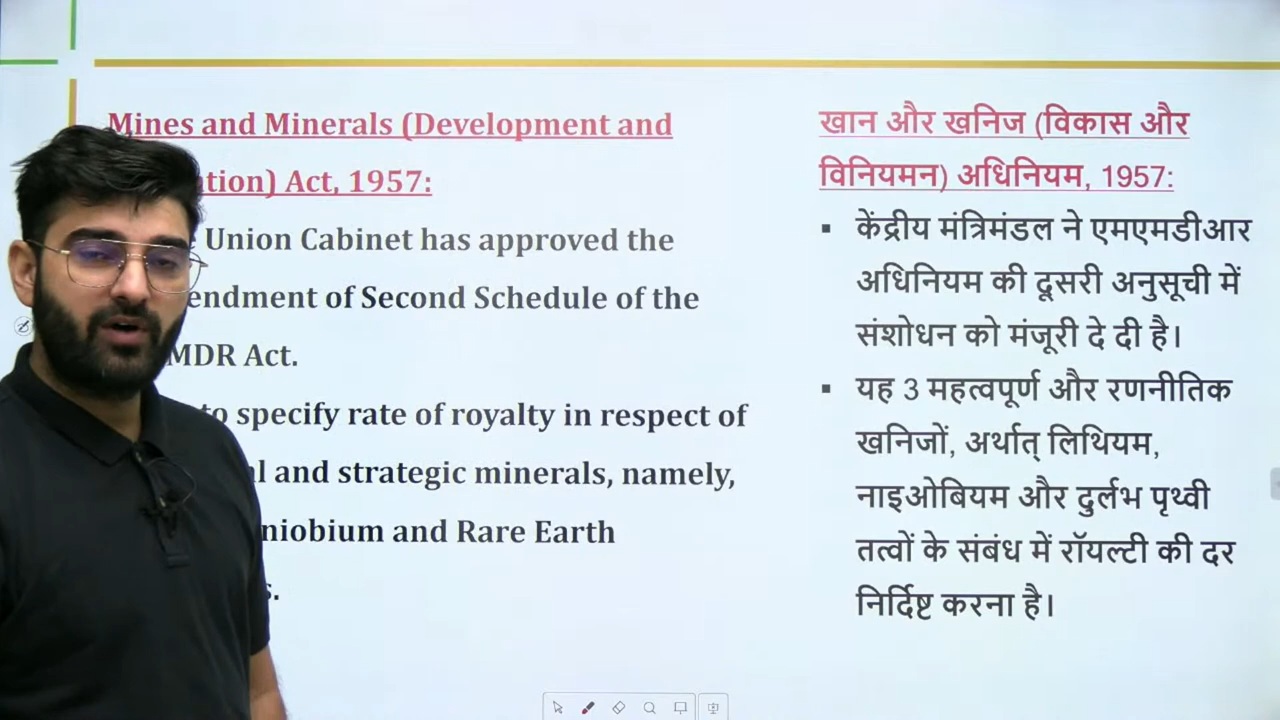 Mines and Minerals (Development and
Act, 1957:
Union Cabinet has approved the
of Second Schedule of the
Act.
to specify rate of royalty in respect of
and strategic minerals, namely,
niobium and Rare Earth
खान और खनिज (विकास और
विनियमन) अधिनियम, 1957:
▪ केंद्रीय मंत्रिमंडल ने एमएमडीआर
अधिनियम की दूसरी अनुसूची में
संशोधन को मंजूरी दे दी है।
▪ यह 3 महत्वपूर्ण और रणनीतिक
खनिजों, अर्थात् लिथियम,
नाइओबियम और दुर्लभ पृथ्वी
तत्वों के संबंध में रॉयल्टी की दर
निर्दिष्ट करना है।